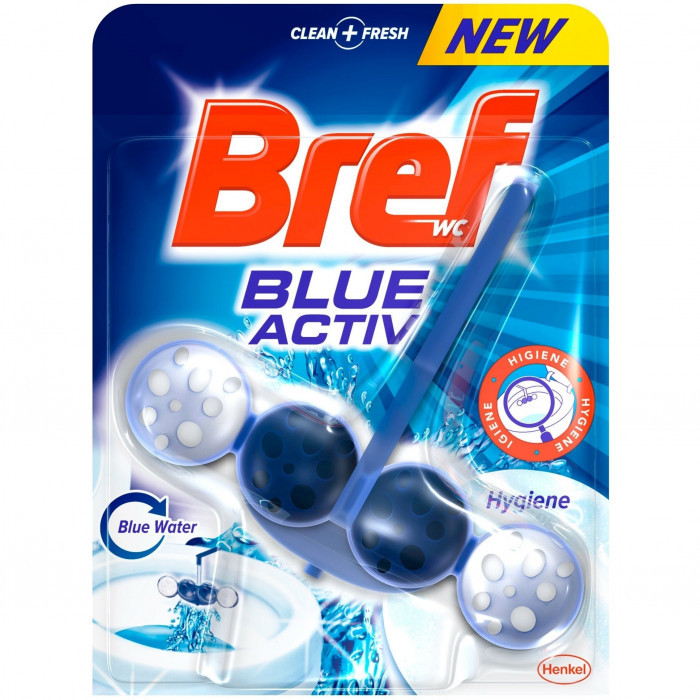 CLEAN + FRESH
NEW
Bref
WC
BLUE
ACTIV
HIGIENE
IGIENE
HYGIENE
Hygiene
Blue Water
Henkel